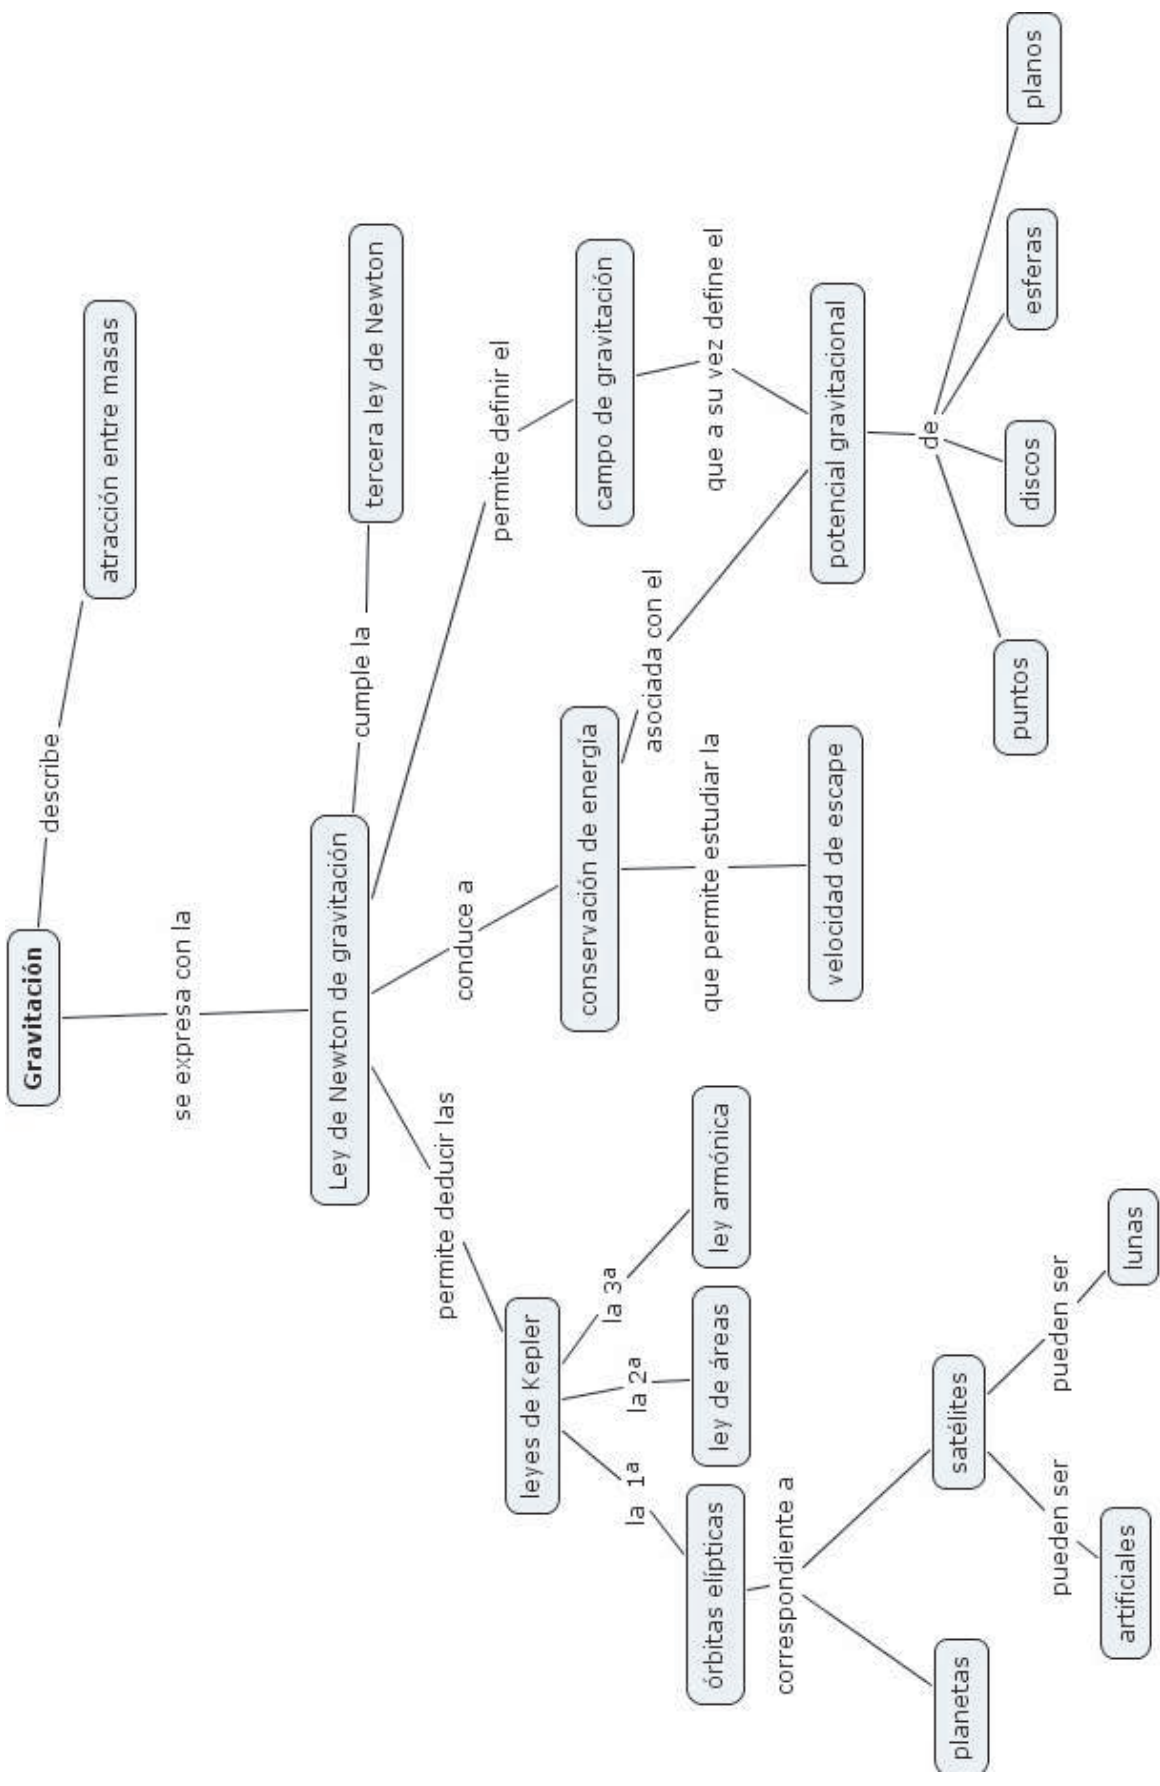 Gravitación
describe
atracción entre masas
se expresa con la
Ley de Newton de gravitación
cumple la
tercera ley de Newton
permite deducir las
conduce a
permite definir el
leyes de Kepler
conservación de energía
campo de gravitación
la 1ª
la 2ª
la 3ª
que permite estudiar la
asociada con el
que a su vez define el
órbitas elípticas
ley de áreas
ley armónica
velocidad de escape
potencial gravitacional
correspondiente a
de
planetas
satélites
puntos
discos
esferas
planos
pueden ser
pueden ser
artificiales
lunas